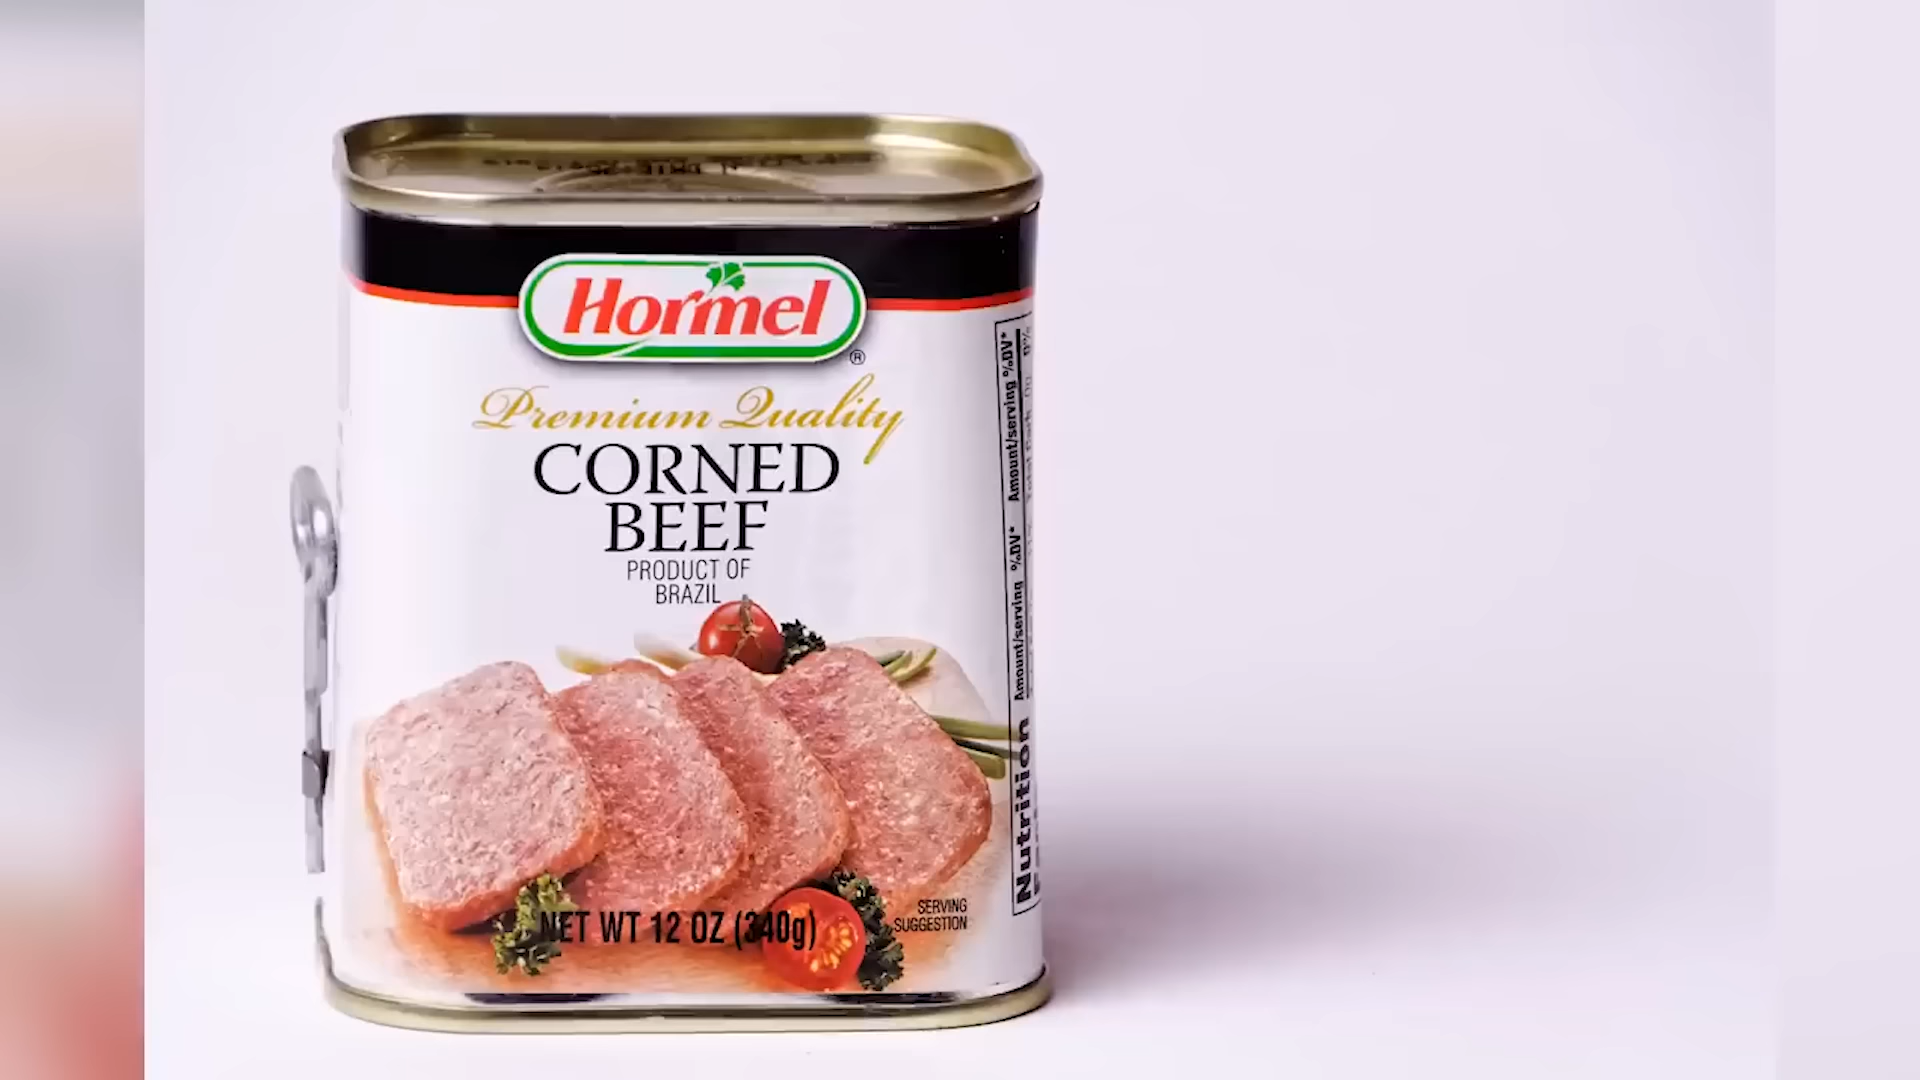 Hormel
®
Premium Quality
CORNED
BEEF
PRODUCT OF
BRAZIL
NET WT 12 OZ (340g)
SERVING
SUGGESTION
Nutrition
Amount/serving %DV*
Amount/serving %DV*
0%